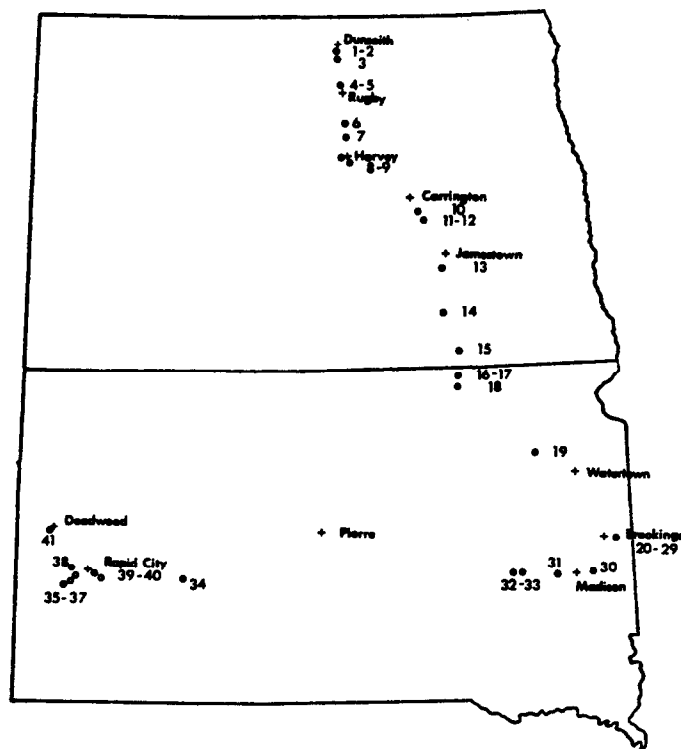 Dunseith
1-2
3
4-5
Rugby
6
7
Harvey
8-9
Carrington
10
11-12
Jamestown
13
14
15
16-17
18
19
Watertown
Deadwood
41
Pierre
Brookings
20-29
38
Rapid City
39-40
34
35-37
32-33
31
30
Madison